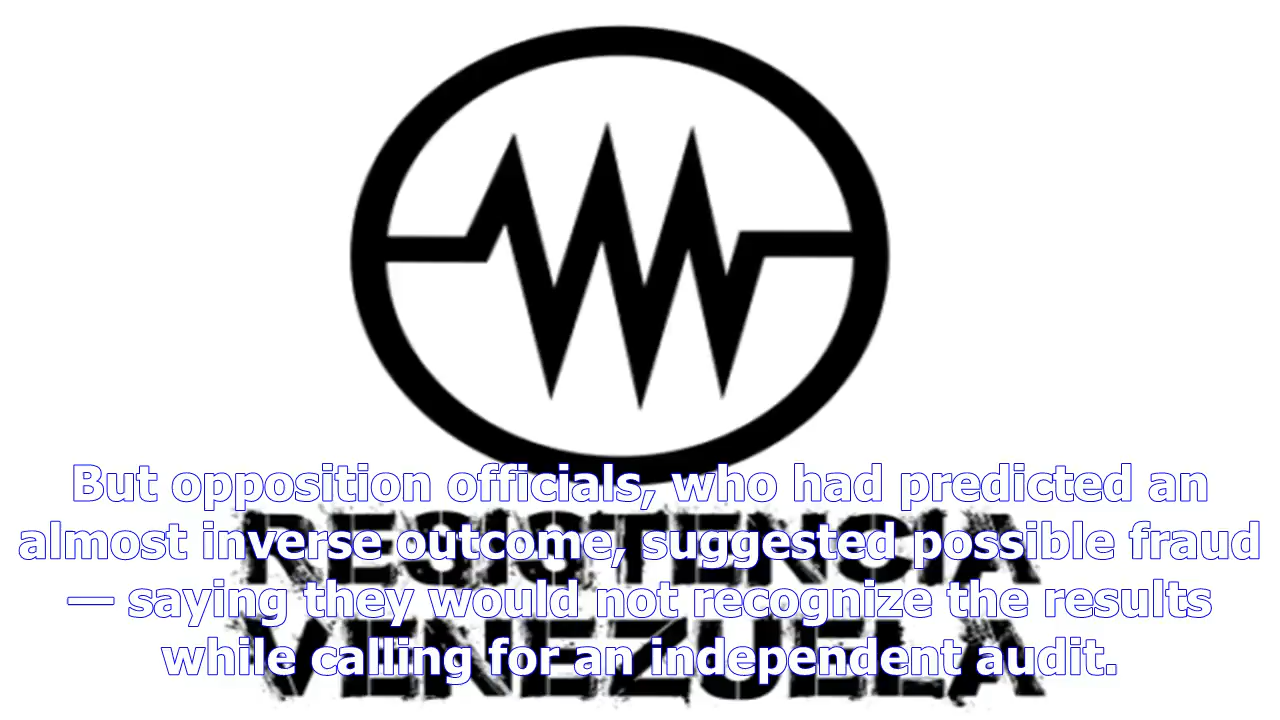 But opposition officials, who had predicted an
almost inverse outcome, suggested possible fraud
— saying they would not recognize the results
while calling for an independent audit.
RESISTENCIA
VENEZUELA